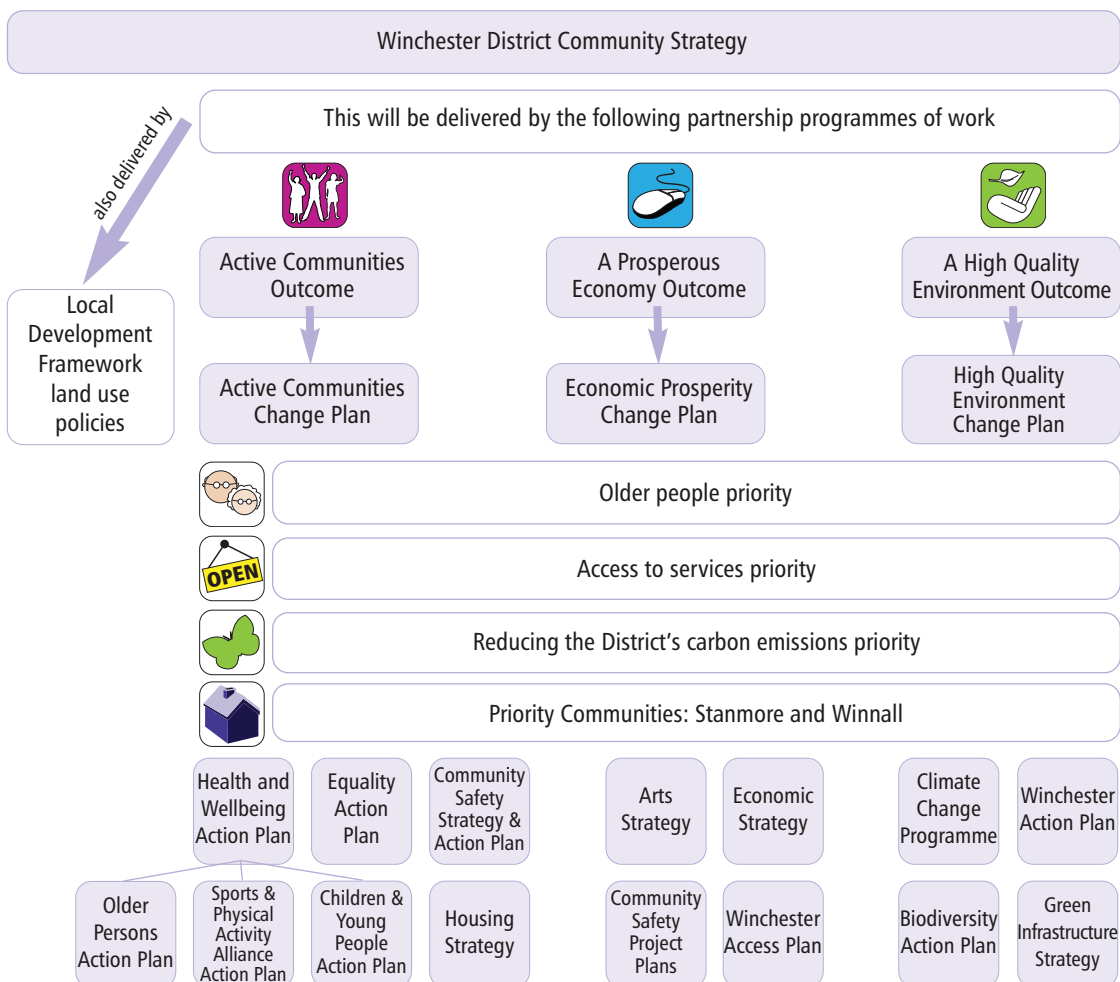 Winchester District Community Strategy
also delivered by
This will be delivered by the following partnership programmes of work
Local
Development
Framework
land use
policies
Active Communities
Outcome
A Prosperous
Economy Outcome
A High Quality
Environment Outcome
Active Communities
Change Plan
Economic Prosperity
Change Plan
High Quality
Environment
Change Plan
Older people priority
OPEN
Access to services priority
Reducing the District's carbon emissions priority
Priority Communities: Stanmore and Winnall
Health and
Wellbeing
Action Plan
Equality
Action
Plan
Community
Safety
Strategy &
Action Plan
Arts
Strategy
Economic
Strategy
Climate
Change
Programme
Winchester
Action Plan
Older
Persons
Action Plan
Sports &
Physical
Activity
Alliance
Action Plan
Children &
Young
People
Action Plan
Housing
Strategy
Community
Safety
Project
Plans
Winchester
Access Plan
Biodiversity
Action Plan
Green
Infrastructure
Strategy